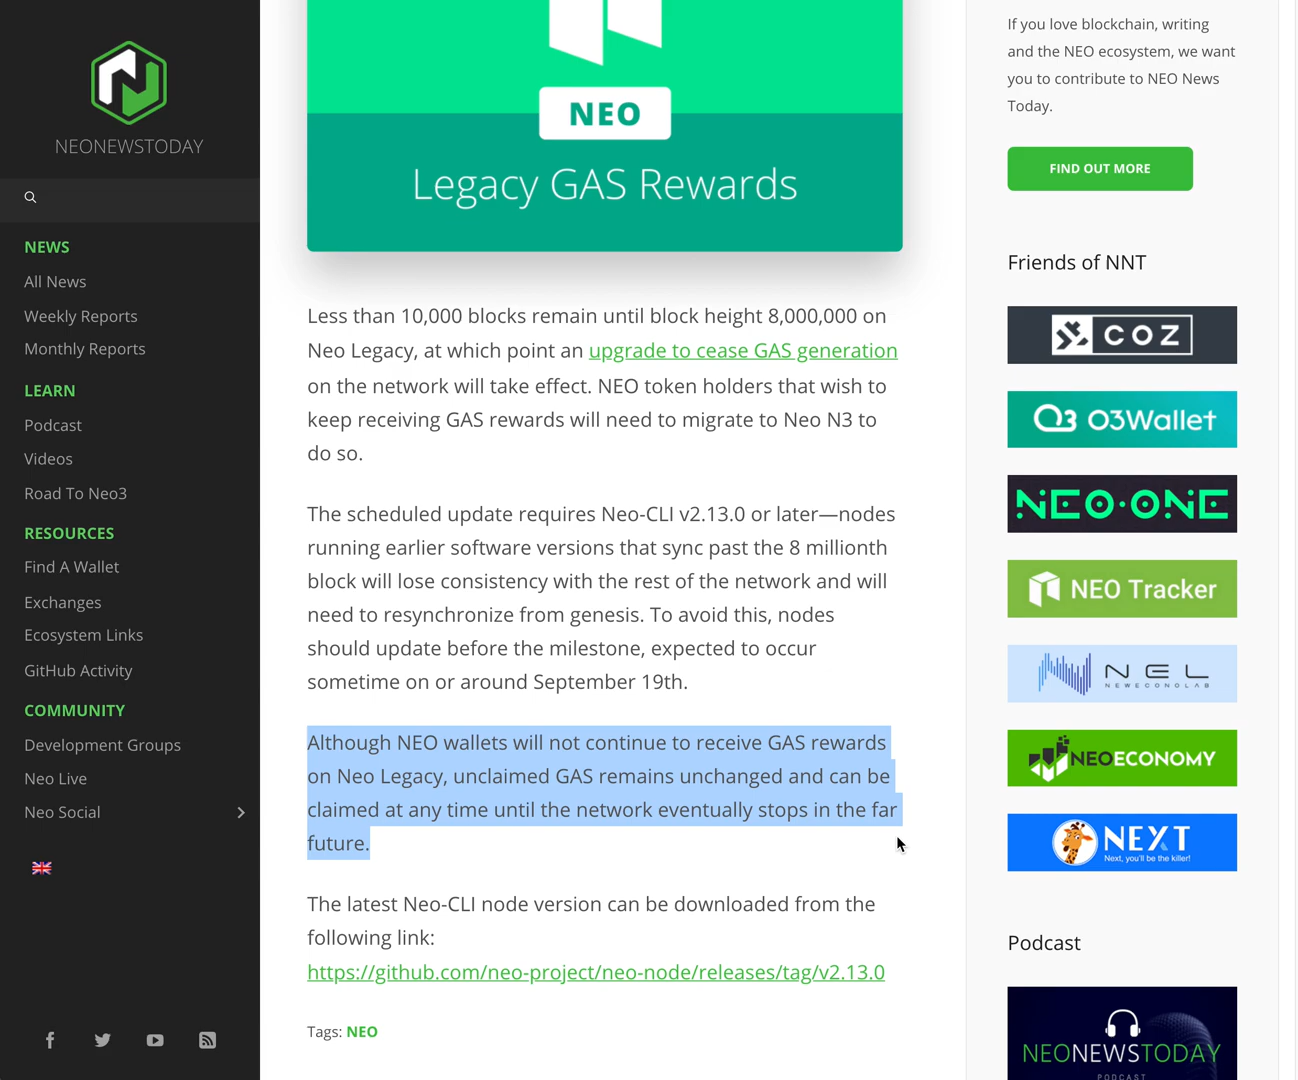 NEONEWSTODAY
NEWS
All News
Weekly Reports
Monthly Reports
LEARN
Podcast
Videos
Road To Neo3
RESOURCES
Find A Wallet
Exchanges
Ecosystem Links
GitHub Activity
COMMUNITY
Development Groups
Neo Live
Neo Social
NEO
Legacy GAS Rewards
Less than 10,000 blocks remain until block height 8,000,000 on
Neo Legacy, at which point an upgrade to cease GAS generation
on the network will take effect. NEO token holders that wish to
keep receiving GAS rewards will need to migrate to Neo N3 to
do so.
The scheduled update requires Neo-CLI v2.13.0 or later—nodes
running earlier software versions that sync past the 8 millionth
block will lose consistency with the rest of the network and will
need to resynchronize from genesis. To avoid this, nodes
should update before the milestone, expected to occur
sometime on or around September 19th.
Although NEO wallets will not continue to receive GAS rewards
on Neo Legacy, unclaimed GAS remains unchanged and can be
claimed at any time until the network eventually stops in the far
future.
The latest Neo-CLI node version can be downloaded from the
following link:
https://github.com/neo-project/neo-node/releases/tag/v2.13.0
Tags: NEO
If you love blockchain, writing
and the NEO ecosystem, we want
you to contribute to NEO News
Today.
FIND OUT MORE
Friends of NNT
COZ
O3Wallet
NEO·ONE
NEO Tracker
NEL
NEWECONOLAB
NEOECONOMY
NEXT
Next, you'll be the killer!
Podcast
NEONEWSTODAY
PODCAST